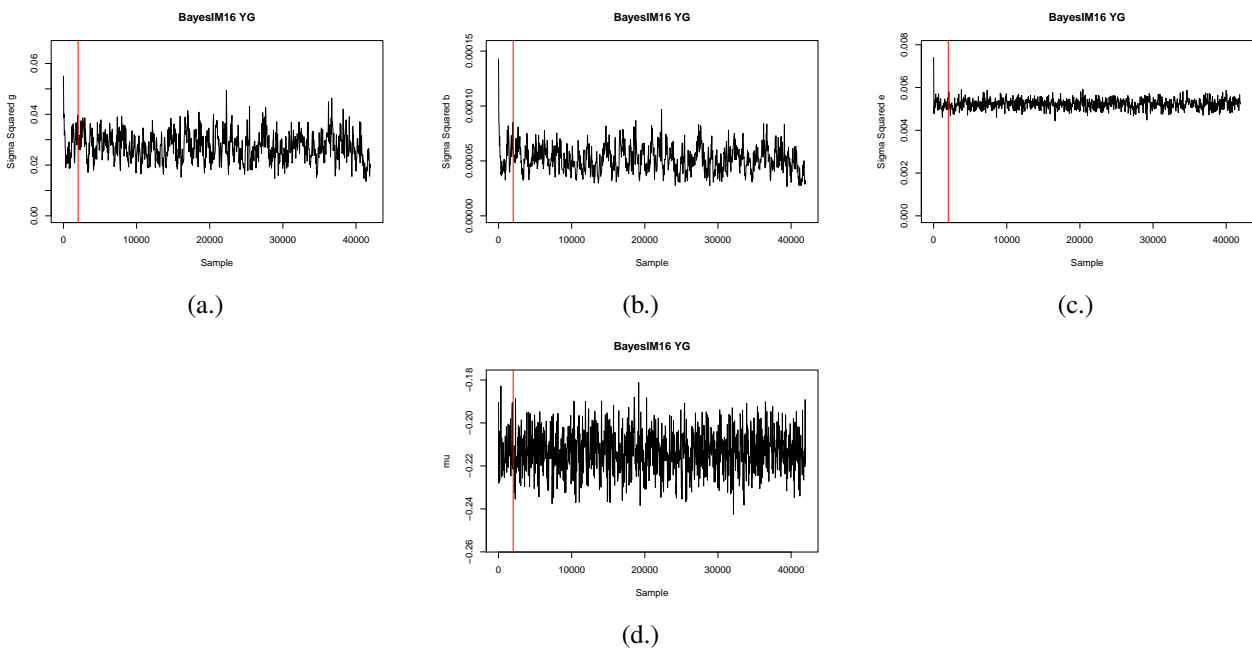 BayesIM16 YG
Sigma Squared g
0.00
0.02
0.04
0.06
0
10000
20000
30000
40000
Sample
(a.)
BayesIM16 YG
Sigma Squared b
0.00000
0.00005
0.00010
0.00015
0
10000
20000
30000
40000
Sample
(b.)
BayesIM16 YG
Sigma Squared e
0.000
0.002
0.004
0.006
0.008
0
10000
20000
30000
40000
Sample
(c.)
BayesIM16 YG
mu
−0.26
−0.24
−0.22
−0.20
−0.18
0
10000
20000
30000
40000
Sample
(d.)